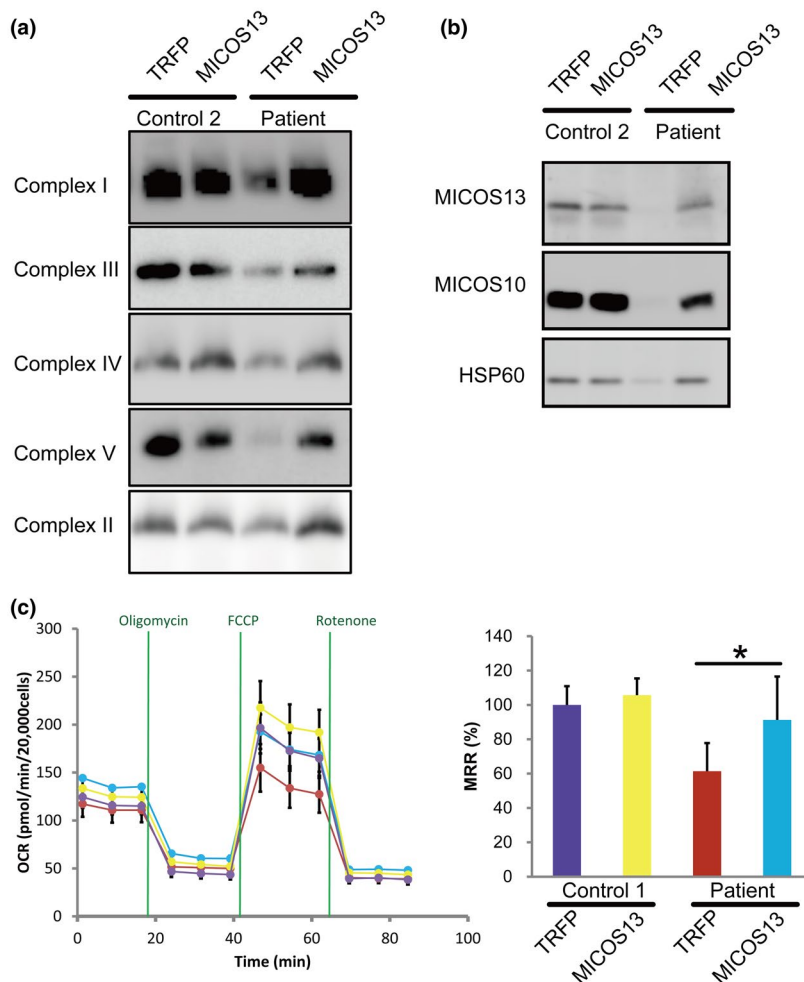 (a)
TRFP
MICOS13
TRFP
MICOS13
Control 2
Patient
Complex I
Complex III
Complex IV
Complex V
Complex II
(b)
TRFP
MICOS13
TRFP
MICOS13
Control 2
Patient
MICOS13
MICOS10
HSP60
(c)
Oligomycin
FCCP
Rotenone
OCR (pmol/min/20,000cells)
300
250
200
150
100
50
0
0
20
40
60
80
100
Time (min)
MRR (%)
140
120
100
80
60
40
20
0
*
Control 1
Patient
TRFP
MICOS13
TRFP
MICOS13